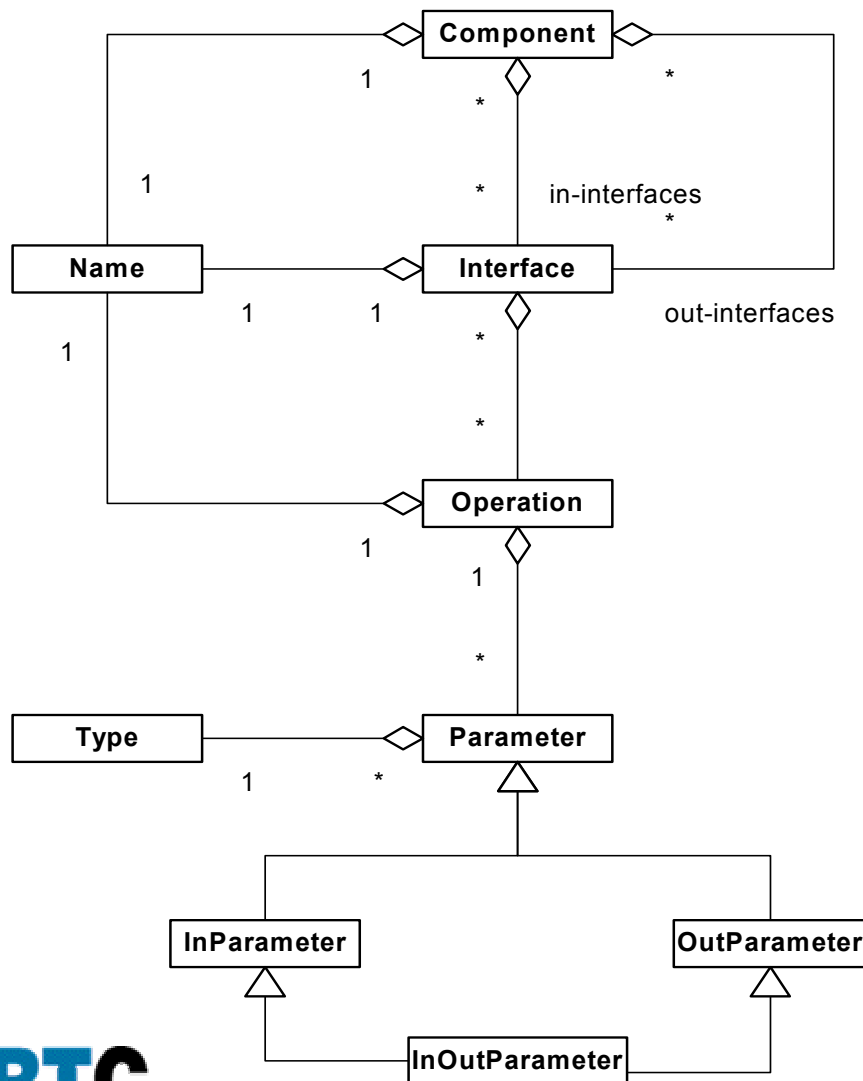 Component
1
*
*
1
*
in-interfaces
*
Name
Interface
1
1
out-interfaces
1
*
*
Operation
1
1
*
Type
Parameter
1
*
InParameter
OutParameter
InOutParameter